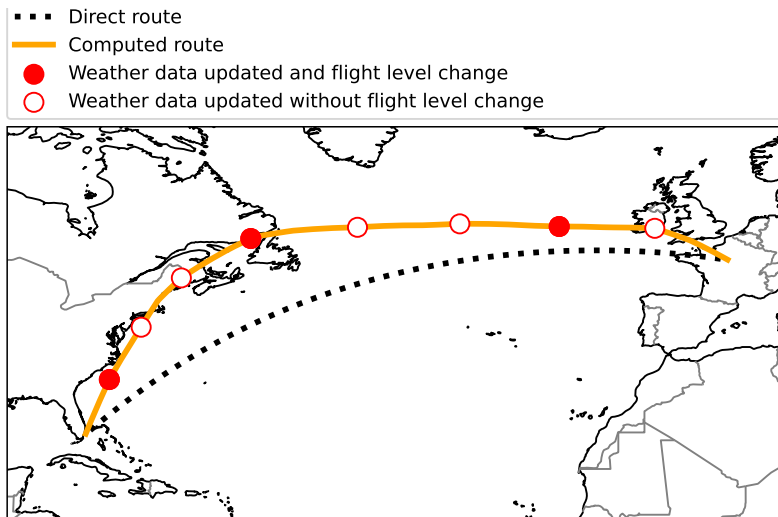 Direct route
Computed route
Weather data updated and flight level change
Weather data updated without flight level change